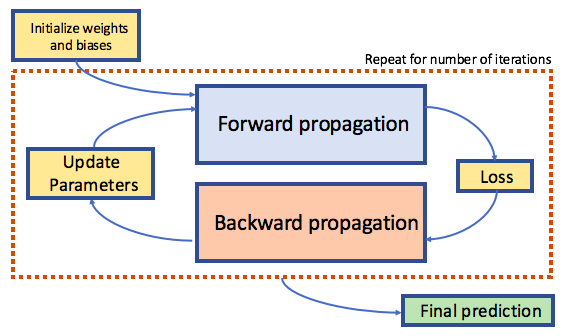 Initialize weights
and biases
Repeat for number of iterations
Forward propagation
Update
Parameters
Loss
Backward propagation
Final prediction